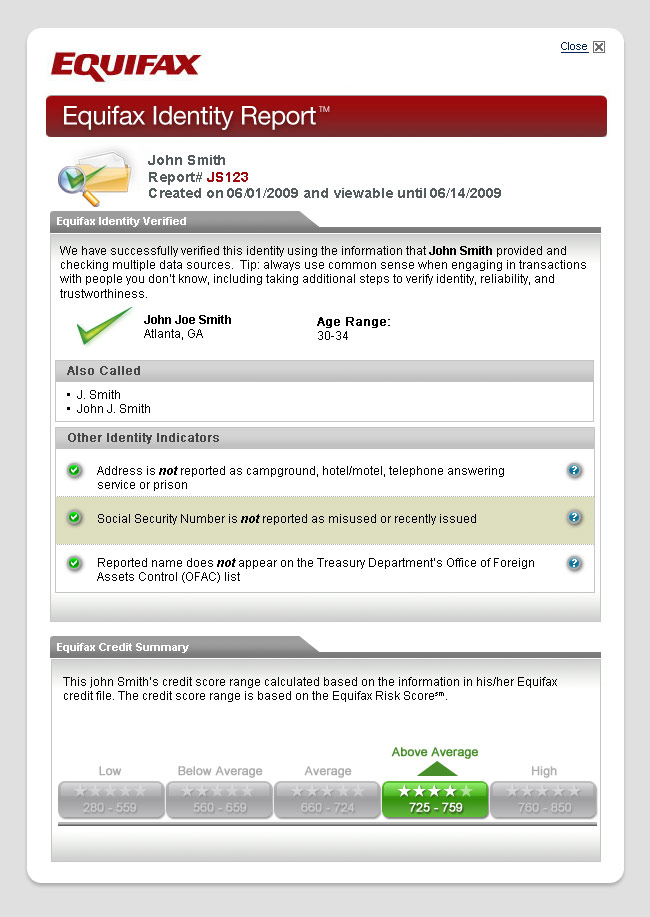 Close
EQUIFAX
Equifax Identity Report™
John Smith
Report# JS123
Created on 06/01/2009 and viewable until 06/14/2009
Equifax Identity Verified
We have successfully verified this identity using the information that John Smith provided and
checking multiple data sources. Tip: always use common sense when engaging in transactions
with people you don't know, including taking additional steps to verify identity, reliability, and
trustworthiness.
John Joe Smith
Atlanta, GA
Age Range:
30-34
Also Called
• J. Smith
• John J. Smith
Other Identity Indicators
Address is not reported as campground, hotel/motel, telephone answering
service or prison
Social Security Number is not reported as misused or recently issued
Reported name does not appear on the Treasury Department's Office of Foreign
Assets Control (OFAC) list
Equifax Credit Summary
This john Smith's credit score range calculated based on the information in his/her Equifax
credit file. The credit score range is based on the Equifax Risk Score℠.
Low
Below Average
Average
Above Average
High
280 - 559
560 - 659
660 - 724
725 - 759
760 - 850